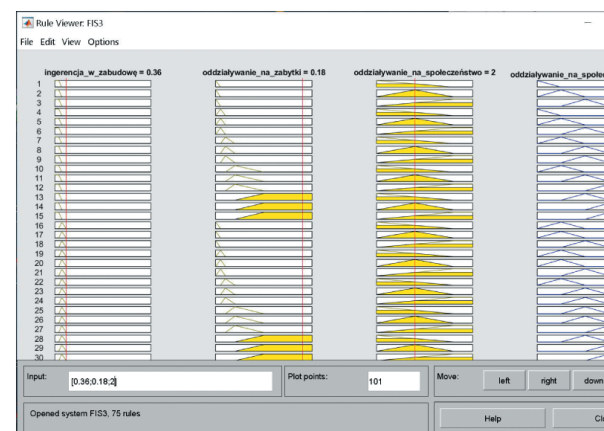 Rule Viewer: FIS3
File Edit View Options
ingerencja_w_zabudowę = 0.36
oddziaływanie_na_zabytki = 0.18
oddziaływanie_na_społeczeństwo = 2
oddziaływanie_na_społe
1
2
3
4
5
6
7
8
9
10
11
12
13
14
15
16
17
18
19
20
21
22
23
24
25
26
27
28
29
30
Input:
[0.36;0.18;2]
Plot points:
101
Move:
left
right
down
Opened system FIS3, 75 rules
Help
Cl